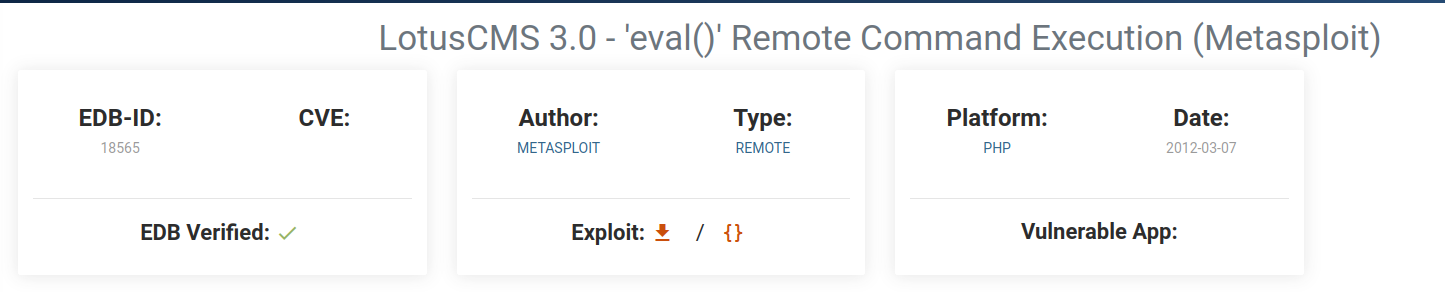 LotusCMS 3.0 - 'eval()' Remote Command Execution (Metasploit)
EDB-ID:
18565
CVE:
EDB Verified:
Author:
METASPLOIT
Type:
REMOTE
Exploit: / {}
Platform:
PHP
Date:
2012-03-07
Vulnerable App: